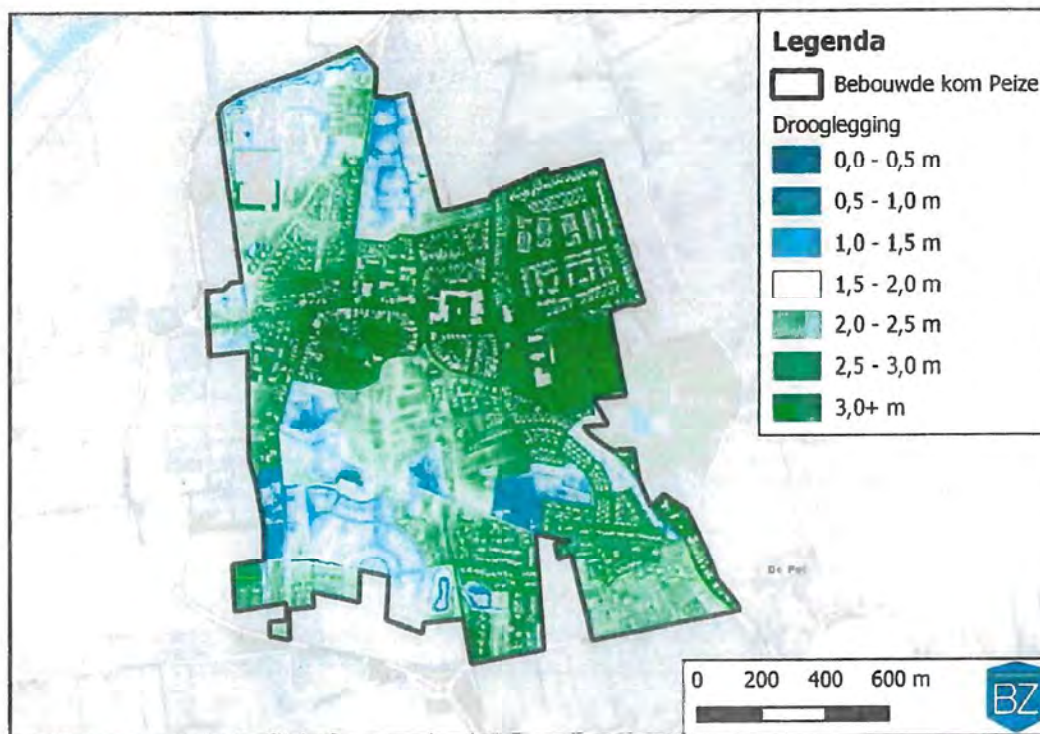 Legenda
Bebouwde kom Peize
Drooglegging
0,0 - 0,5 m
0,5 - 1,0 m
1,0 - 1,5 m
1,5 - 2,0 m
2,0 - 2,5 m
2,5 - 3,0 m
3,0+ m
De Pol
0 200 400 600 m
BZ